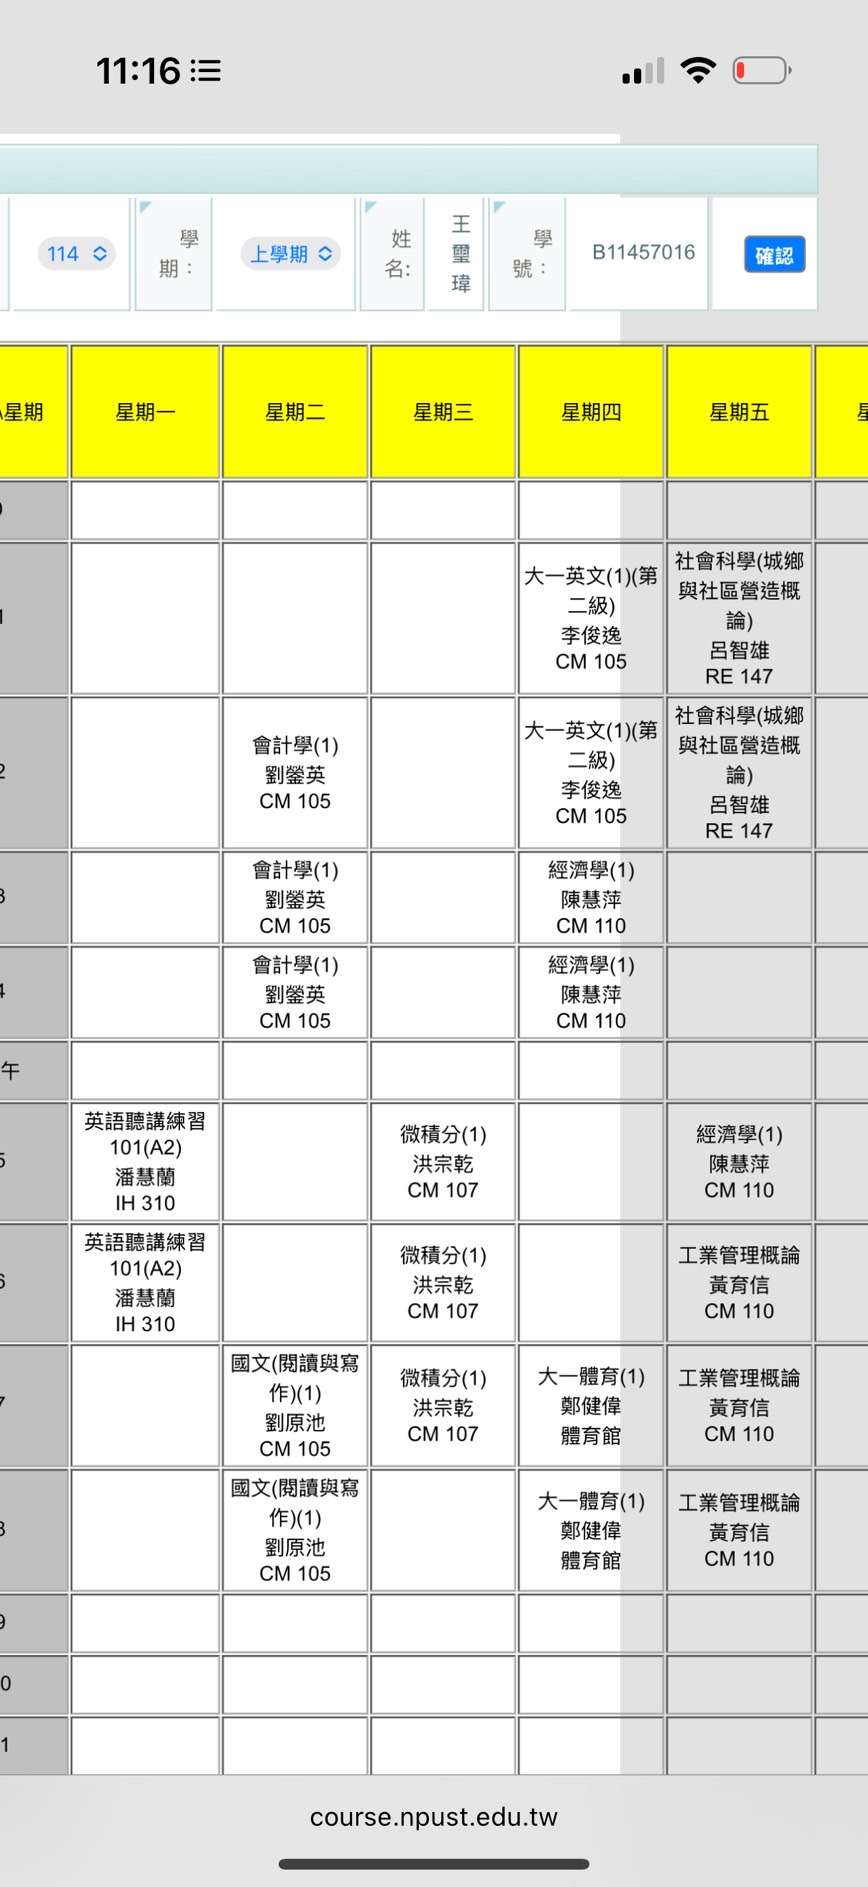 11:16
114
學
期：
上學期
姓
名:
王
璽
瑋
學
號：
B11457016
確認
\星期
星期一
星期二
星期三
星期四
星期五
1
大一英文(1)(第
二級)
李俊逸
CM 105
社會科學(城鄉
與社區營造概
論)
呂智雄
RE 147
2
會計學(1)
劉鎣英
CM 105
大一英文(1)(第
二級)
李俊逸
CM 105
社會科學(城鄉
與社區營造概
論)
呂智雄
RE 147
3
會計學(1)
劉鎣英
CM 105
經濟學(1)
陳慧萍
CM 110
4
會計學(1)
劉鎣英
CM 105
經濟學(1)
陳慧萍
CM 110
午
5
英語聽講練習
101(A2)
潘慧蘭
IH 310
微積分(1)
洪宗乾
CM 107
經濟學(1)
陳慧萍
CM 110
6
英語聽講練習
101(A2)
潘慧蘭
IH 310
微積分(1)
洪宗乾
CM 107
工業管理概論
黃育信
CM 110
7
國文(閱讀與寫
作)(1)
劉原池
CM 105
微積分(1)
洪宗乾
CM 107
大一體育(1)
鄭健偉
體育館
工業管理概論
黃育信
CM 110
8
國文(閱讀與寫
作)(1)
劉原池
CM 105
大一體育(1)
鄭健偉
體育館
工業管理概論
黃育信
CM 110
9
0
1
course.npust.edu.tw